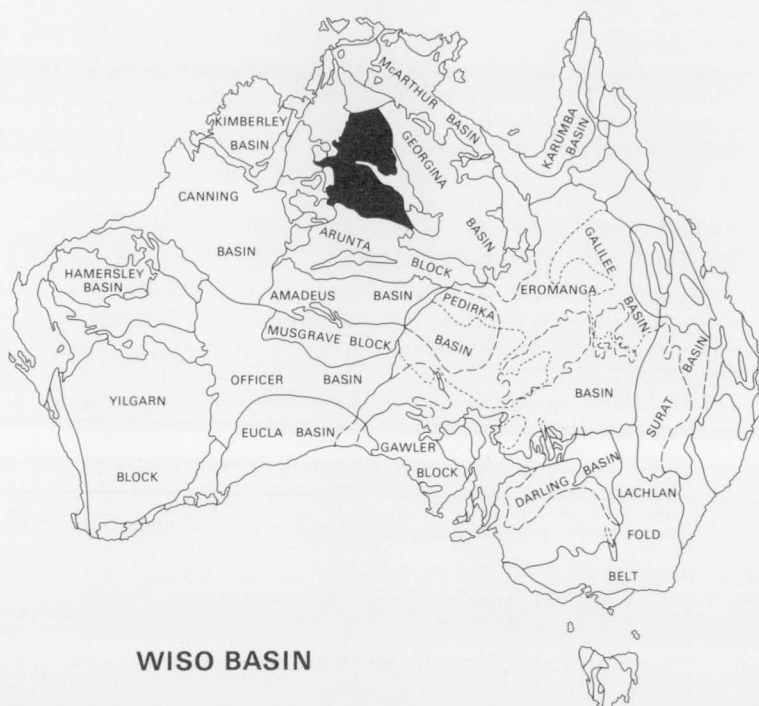 McARTHUR BASIN
KIMBERLEY
BASIN
KARUMBA
BASIN
GEORGINA
BASIN
CANNING
BASIN
ARUNTA
BLOCK
GALILEE
BASIN
HAMERSLEY
BASIN
AMADEUS BASIN
PEDIRKA
BASIN
EROMANGA
BASIN
MUSGRAVE BLOCK
OFFICER BASIN
YILGARN
BLOCK
SURAT
BASIN
EUCLA BASIN
GAWLER
BLOCK
DARLING BASIN
LACHLAN
FOLD
BELT
WISO BASIN